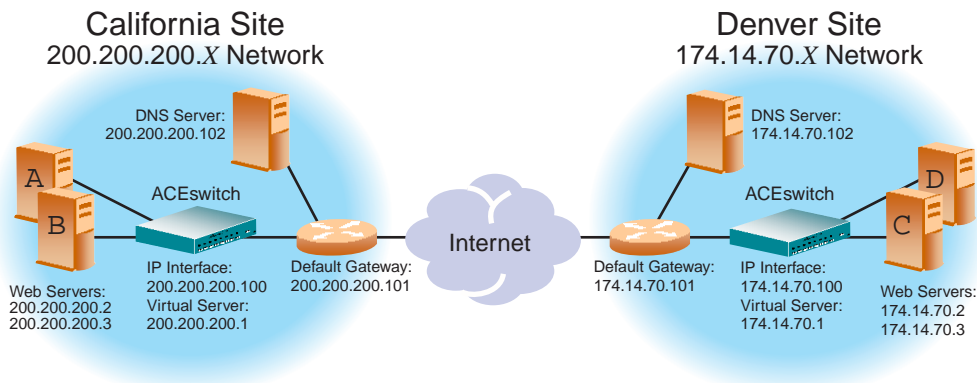 California Site
200.200.200.X Network
DNS Server:
200.200.200.102
A
B
ACEswitch
Web Servers:
200.200.200.2
200.200.200.3
IP Interface:
200.200.200.100
Virtual Server:
200.200.200.1
Default Gateway:
200.200.200.101
Internet
Denver Site
174.14.70.X Network
DNS Server:
174.14.70.102
ACEswitch
D
C
Default Gateway:
174.14.70.101
IP Interface:
174.14.70.100
Virtual Server:
174.14.70.1
Web Servers:
174.14.70.2
174.14.70.3